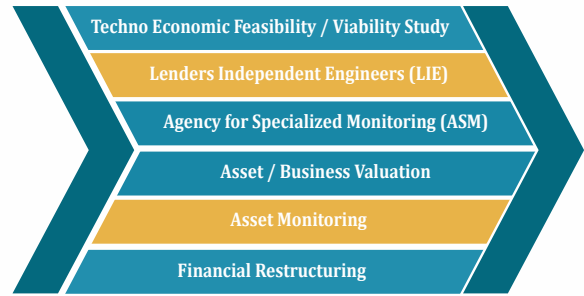 Techno Economic Feasibility / Viability Study
Lenders Independent Engineers (LIE)
Agency for Specialized Monitoring (ASM)
Asset / Business Valuation
Asset Monitoring
Financial Restructuring